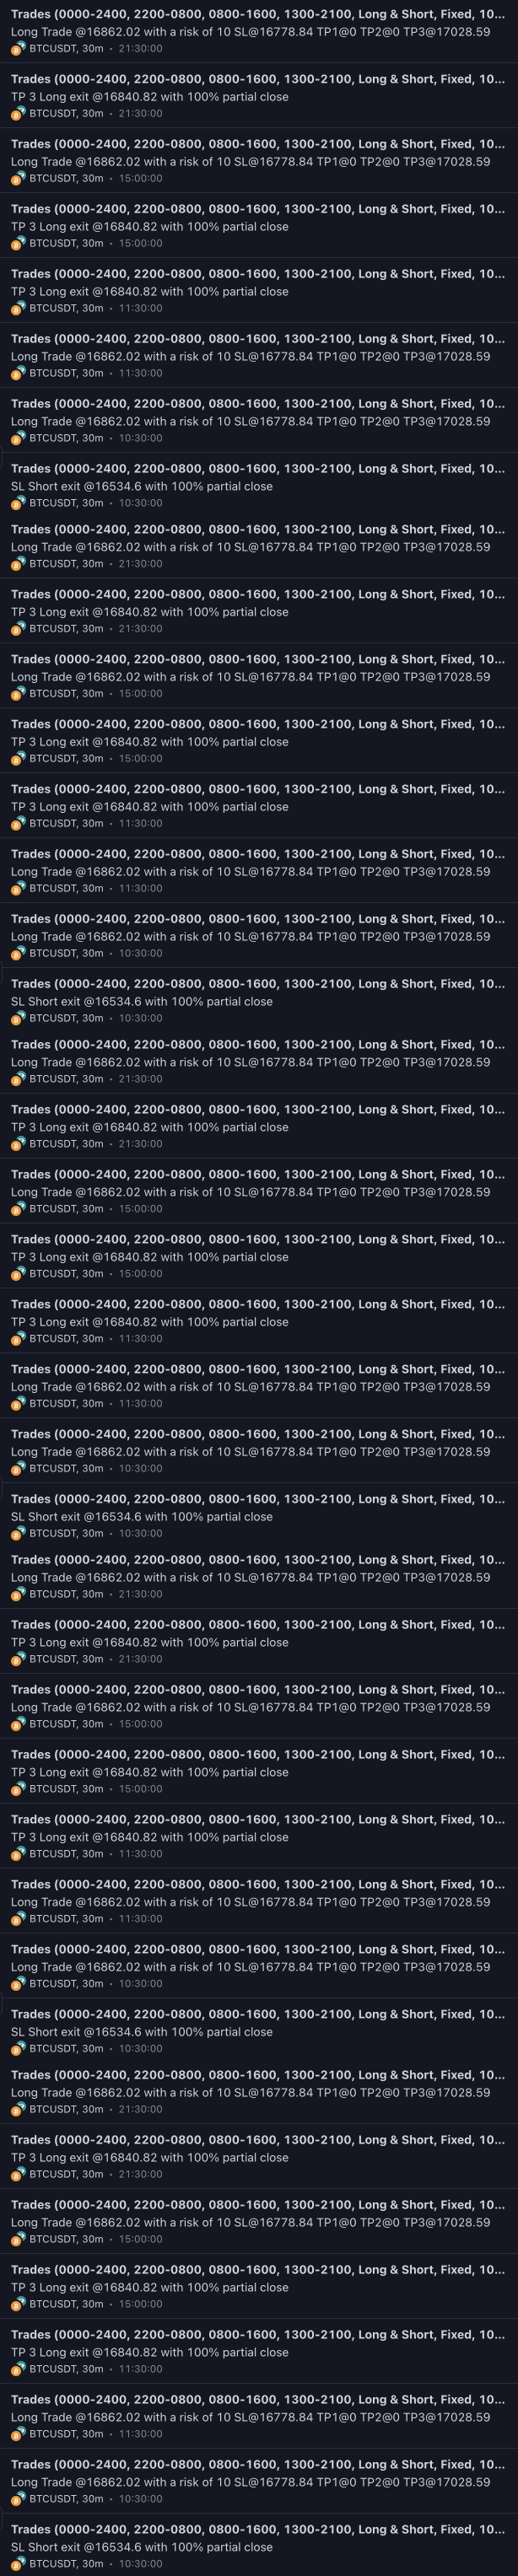 Trades (0000-2400, 2200-0800, 0800-1600, 1300-2100, Long & Short, Fixed, 10...
Long Trade @16862.02 with a risk of 10 SL@16778.84 TP1@0 TP2@0 TP3@17028.59
BTCUSDT, 30m • 21:30:00
Trades (0000-2400, 2200-0800, 0800-1600, 1300-2100, Long & Short, Fixed, 10...
TP 3 Long exit @16840.82 with 100% partial close
BTCUSDT, 30m • 21:30:00
Trades (0000-2400, 2200-0800, 0800-1600, 1300-2100, Long & Short, Fixed, 10...
Long Trade @16862.02 with a risk of 10 SL@16778.84 TP1@0 TP2@0 TP3@17028.59
BTCUSDT, 30m • 15:00:00
Trades (0000-2400, 2200-0800, 0800-1600, 1300-2100, Long & Short, Fixed, 10...
TP 3 Long exit @16840.82 with 100% partial close
BTCUSDT, 30m • 15:00:00
Trades (0000-2400, 2200-0800, 0800-1600, 1300-2100, Long & Short, Fixed, 10...
TP 3 Long exit @16840.82 with 100% partial close
BTCUSDT, 30m • 11:30:00
Trades (0000-2400, 2200-0800, 0800-1600, 1300-2100, Long & Short, Fixed, 10...
Long Trade @16862.02 with a risk of 10 SL@16778.84 TP1@0 TP2@0 TP3@17028.59
BTCUSDT, 30m • 11:30:00
Trades (0000-2400, 2200-0800, 0800-1600, 1300-2100, Long & Short, Fixed, 10...
Long Trade @16862.02 with a risk of 10 SL@16778.84 TP1@0 TP2@0 TP3@17028.59
BTCUSDT, 30m • 10:30:00
Trades (0000-2400, 2200-0800, 0800-1600, 1300-2100, Long & Short, Fixed, 10...
SL Short exit @16534.6 with 100% partial close
BTCUSDT, 30m • 10:30:00
Trades (0000-2400, 2200-0800, 0800-1600, 1300-2100, Long & Short, Fixed, 10...
Long Trade @16862.02 with a risk of 10 SL@16778.84 TP1@0 TP2@0 TP3@17028.59
BTCUSDT, 30m • 21:30:00
Trades (0000-2400, 2200-0800, 0800-1600, 1300-2100, Long & Short, Fixed, 10...
TP 3 Long exit @16840.82 with 100% partial close
BTCUSDT, 30m • 21:30:00
Trades (0000-2400, 2200-0800, 0800-1600, 1300-2100, Long & Short, Fixed, 10...
Long Trade @16862.02 with a risk of 10 SL@16778.84 TP1@0 TP2@0 TP3@17028.59
BTCUSDT, 30m • 15:00:00
Trades (0000-2400, 2200-0800, 0800-1600, 1300-2100, Long & Short, Fixed, 10...
TP 3 Long exit @16840.82 with 100% partial close
BTCUSDT, 30m • 15:00:00
Trades (0000-2400, 2200-0800, 0800-1600, 1300-2100, Long & Short, Fixed, 10...
TP 3 Long exit @16840.82 with 100% partial close
BTCUSDT, 30m • 11:30:00
Trades (0000-2400, 2200-0800, 0800-1600, 1300-2100, Long & Short, Fixed, 10...
Long Trade @16862.02 with a risk of 10 SL@16778.84 TP1@0 TP2@0 TP3@17028.59
BTCUSDT, 30m • 11:30:00
Trades (0000-2400, 2200-0800, 0800-1600, 1300-2100, Long & Short, Fixed, 10...
Long Trade @16862.02 with a risk of 10 SL@16778.84 TP1@0 TP2@0 TP3@17028.59
BTCUSDT, 30m • 10:30:00
Trades (0000-2400, 2200-0800, 0800-1600, 1300-2100, Long & Short, Fixed, 10...
SL Short exit @16534.6 with 100% partial close
BTCUSDT, 30m • 10:30:00
Trades (0000-2400, 2200-0800, 0800-1600, 1300-2100, Long & Short, Fixed, 10...
Long Trade @16862.02 with a risk of 10 SL@16778.84 TP1@0 TP2@0 TP3@17028.59
BTCUSDT, 30m • 21:30:00
Trades (0000-2400, 2200-0800, 0800-1600, 1300-2100, Long & Short, Fixed, 10...
TP 3 Long exit @16840.82 with 100% partial close
BTCUSDT, 30m • 21:30:00
Trades (0000-2400, 2200-0800, 0800-1600, 1300-2100, Long & Short, Fixed, 10...
Long Trade @16862.02 with a risk of 10 SL@16778.84 TP1@0 TP2@0 TP3@17028.59
BTCUSDT, 30m • 15:00:00
Trades (0000-2400, 2200-0800, 0800-1600, 1300-2100, Long & Short, Fixed, 10...
TP 3 Long exit @16840.82 with 100% partial close
BTCUSDT, 30m • 15:00:00
Trades (0000-2400, 2200-0800, 0800-1600, 1300-2100, Long & Short, Fixed, 10...
TP 3 Long exit @16840.82 with 100% partial close
BTCUSDT, 30m • 11:30:00
Trades (0000-2400, 2200-0800, 0800-1600, 1300-2100, Long & Short, Fixed, 10...
Long Trade @16862.02 with a risk of 10 SL@16778.84 TP1@0 TP2@0 TP3@17028.59
BTCUSDT, 30m • 11:30:00
Trades (0000-2400, 2200-0800, 0800-1600, 1300-2100, Long & Short, Fixed, 10...
Long Trade @16862.02 with a risk of 10 SL@16778.84 TP1@0 TP2@0 TP3@17028.59
BTCUSDT, 30m • 10:30:00
Trades (0000-2400, 2200-0800, 0800-1600, 1300-2100, Long & Short, Fixed, 10...
SL Short exit @16534.6 with 100% partial close
BTCUSDT, 30m • 10:30:00
Trades (0000-2400, 2200-0800, 0800-1600, 1300-2100, Long & Short, Fixed, 10...
Long Trade @16862.02 with a risk of 10 SL@16778.84 TP1@0 TP2@0 TP3@17028.59
BTCUSDT, 30m • 21:30:00
Trades (0000-2400, 2200-0800, 0800-1600, 1300-2100, Long & Short, Fixed, 10...
TP 3 Long exit @16840.82 with 100% partial close
BTCUSDT, 30m • 21:30:00
Trades (0000-2400, 2200-0800, 0800-1600, 1300-2100, Long & Short, Fixed, 10...
Long Trade @16862.02 with a risk of 10 SL@16778.84 TP1@0 TP2@0 TP3@17028.59
BTCUSDT, 30m • 15:00:00
Trades (0000-2400, 2200-0800, 0800-1600, 1300-2100, Long & Short, Fixed, 10...
TP 3 Long exit @16840.82 with 100% partial close
BTCUSDT, 30m • 15:00:00
Trades (0000-2400, 2200-0800, 0800-1600, 1300-2100, Long & Short, Fixed, 10...
TP 3 Long exit @16840.82 with 100% partial close
BTCUSDT, 30m • 11:30:00
Trades (0000-2400, 2200-0800, 0800-1600, 1300-2100, Long & Short, Fixed, 10...
Long Trade @16862.02 with a risk of 10 SL@16778.84 TP1@0 TP2@0 TP3@17028.59
BTCUSDT, 30m • 11:30:00
Trades (0000-2400, 2200-0800, 0800-1600, 1300-2100, Long & Short, Fixed, 10...
Long Trade @16862.02 with a risk of 10 SL@16778.84 TP1@0 TP2@0 TP3@17028.59
BTCUSDT, 30m • 10:30:00
Trades (0000-2400, 2200-0800, 0800-1600, 1300-2100, Long & Short, Fixed, 10...
SL Short exit @16534.6 with 100% partial close
BTCUSDT, 30m • 10:30:00
Trades (0000-2400, 2200-0800, 0800-1600, 1300-2100, Long & Short, Fixed, 10...
Long Trade @16862.02 with a risk of 10 SL@16778.84 TP1@0 TP2@0 TP3@17028.59
BTCUSDT, 30m • 21:30:00
Trades (0000-2400, 2200-0800, 0800-1600, 1300-2100, Long & Short, Fixed, 10...
TP 3 Long exit @16840.82 with 100% partial close
BTCUSDT, 30m • 21:30:00
Trades (0000-2400, 2200-0800, 0800-1600, 1300-2100, Long & Short, Fixed, 10...
Long Trade @16862.02 with a risk of 10 SL@16778.84 TP1@0 TP2@0 TP3@17028.59
BTCUSDT, 30m • 15:00:00
Trades (0000-2400, 2200-0800, 0800-1600, 1300-2100, Long & Short, Fixed, 10...
TP 3 Long exit @16840.82 with 100% partial close
BTCUSDT, 30m • 15:00:00
Trades (0000-2400, 2200-0800, 0800-1600, 1300-2100, Long & Short, Fixed, 10...
TP 3 Long exit @16840.82 with 100% partial close
BTCUSDT, 30m • 11:30:00
Trades (0000-2400, 2200-0800, 0800-1600, 1300-2100, Long & Short, Fixed, 10...
Long Trade @16862.02 with a risk of 10 SL@16778.84 TP1@0 TP2@0 TP3@17028.59
BTCUSDT, 30m • 11:30:00
Trades (0000-2400, 2200-0800, 0800-1600, 1300-2100, Long & Short, Fixed, 10...
Long Trade @16862.02 with a risk of 10 SL@16778.84 TP1@0 TP2@0 TP3@17028.59
BTCUSDT, 30m • 10:30:00
Trades (0000-2400, 2200-0800, 0800-1600, 1300-2100, Long & Short, Fixed, 10...
SL Short exit @16534.6 with 100% partial close
BTCUSDT, 30m • 10:30:00